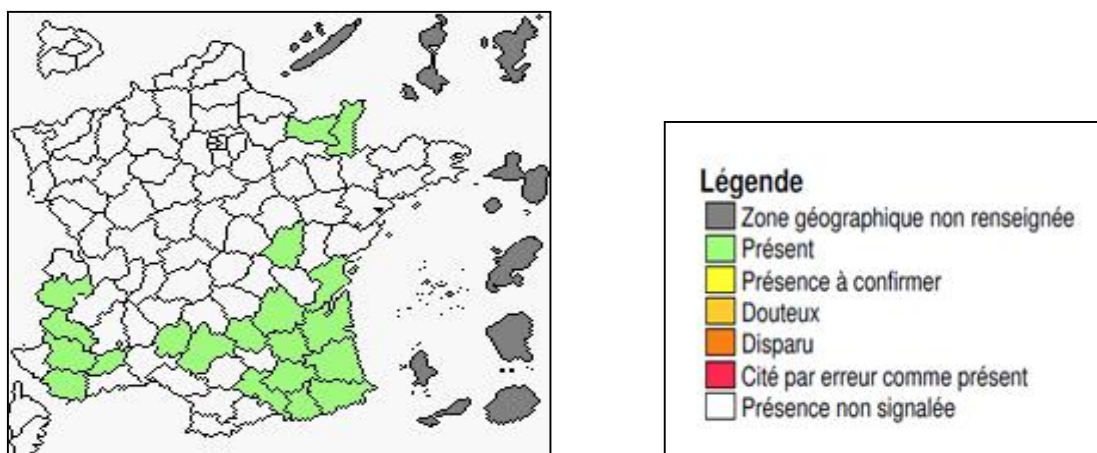 Légende
Zone géographique non renseignée
Présent
Présence à confirmer
Douteux
Disparu
Cité par erreur comme présent
Présence non signalée